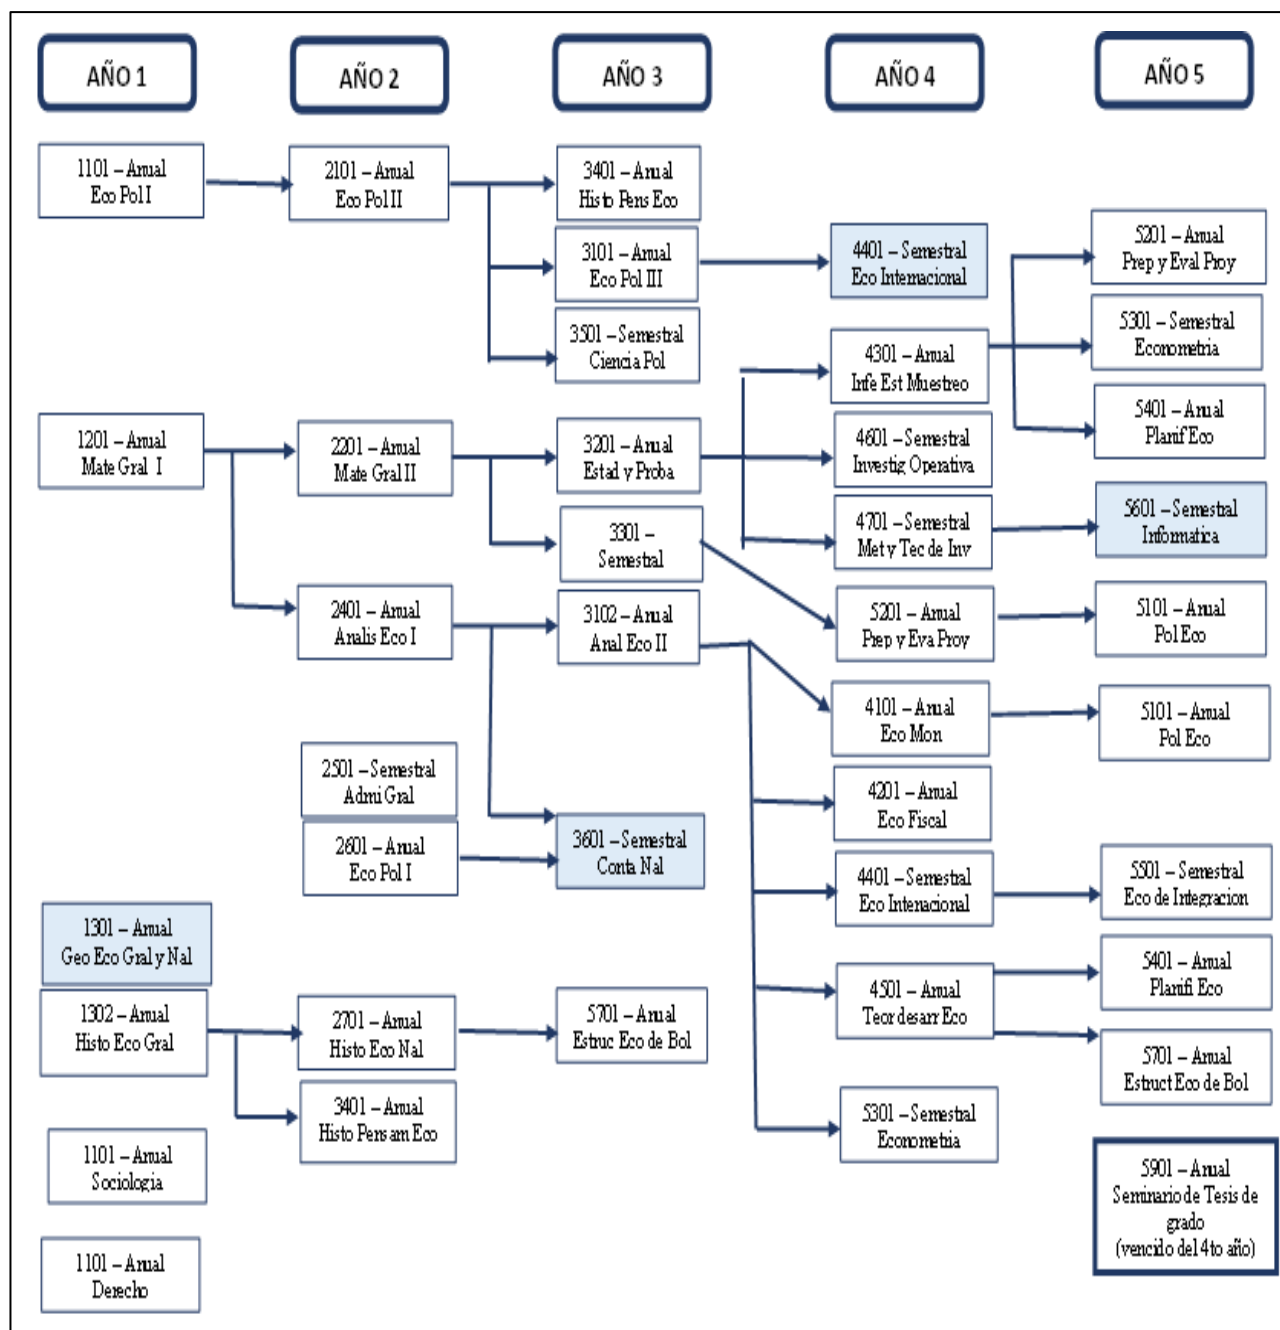 AÑO 1
AÑO 2
AÑO 3
AÑO 4
AÑO 5
1101 – Anual
Eco Pol I
1201 – Anual
Mate Gral I
1301 – Anual
Geo Eco Gral y Nal
1302 – Anual
Histo Eco Gral
1101 – Anual
Sociologia
1101 – Anual
Derecho
2101 – Anual
Eco Pol II
2201 – Anual
Mate Gral II
2401 – Anual
Analis Eco I
2501 – Semestral
Admi Gral
2601 – Anual
Eco Pol I
2701 – Anual
Histo Eco Nal
3401 – Anual
Histo Pensam Eco
3401 – Anual
Histo Pens Eco
3101 – Anual
Eco Pol III
3501 – Semestral
Ciencia Pol
3201 – Anual
Estad y Proba
3301 –
Semestral
3102 – Anual
Anal Eco II
3601 – Semestral
Conta Nal
5701 – Anual
Estruc Eco de Bol
4401 – Semestral
Eco Internacional
4301 – Anual
Infe Est Muestreo
4601 – Semestral
Investig Operativa
4701 – Semestral
Met y Tec de Inv
5201 – Anual
Prep y Eva Proy
4101 – Anual
Eco Mon
4201 – Anual
Eco Fiscal
4401 – Semestral
Eco Intenacional
4501 – Anual
Teor desarr Eco
5301 – Semestral
Econometria
5201 – Anual
Prep y Eval Proy
5301 – Semestral
Econometria
5401 – Anual
Planif Eco
5601 – Semestral
Informatica
5101 – Anual
Pol Eco
5101 – Anual
Pol Eco
5501 – Semestral
Eco de Integracion
5401 – Anual
Planifi Eco
5701 – Anual
Estruct Eco de Bol
5901 – Anual
Seminario de Tesis de
grado
(vencido del 4to año)